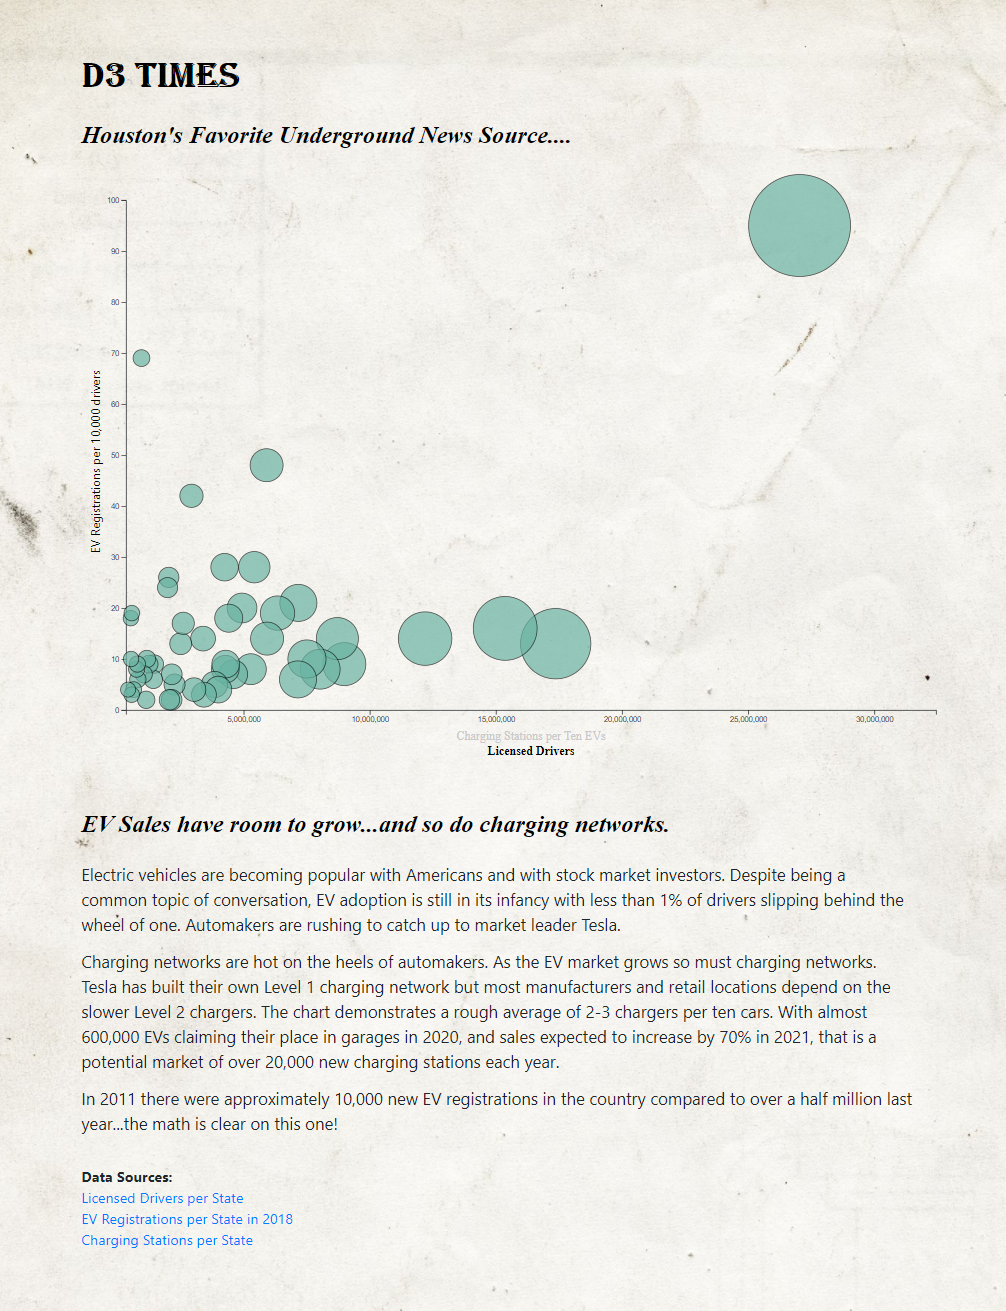 D3 TIMES
Houston's Favorite Underground News Source....
100
90
80
70
60
50
40
30
20
10
0
EV Registrations per 10,000 drivers
5,000,000
10,000,000
15,000,000
20,000,000
25,000,000
30,000,000
Charging Stations per Ten EVs
Licensed Drivers
EV Sales have room to grow...and so do charging networks.
Electric vehicles are becoming popular with Americans and with stock market investors. Despite being a
common topic of conversation, EV adoption is still in its infancy with less than 1% of drivers slipping behind the
wheel of one. Automakers are rushing to catch up to market leader Tesla.
Charging networks are hot on the heels of automakers. As the EV market grows so must charging networks.
Tesla has built their own Level 1 charging network but most manufacturers and retail locations depend on the
slower Level 2 chargers. The chart demonstrates a rough average of 2-3 chargers per ten cars. With almost
600,000 EVs claiming their place in garages in 2020, and sales expected to increase by 70% in 2021, that is a
potential market of over 20,000 new charging stations each year.
In 2011 there were approximately 10,000 new EV registrations in the country compared to over a half million last
year...the math is clear on this one!
Data Sources:
Licensed Drivers per State
EV Registrations per State in 2018
Charging Stations per State